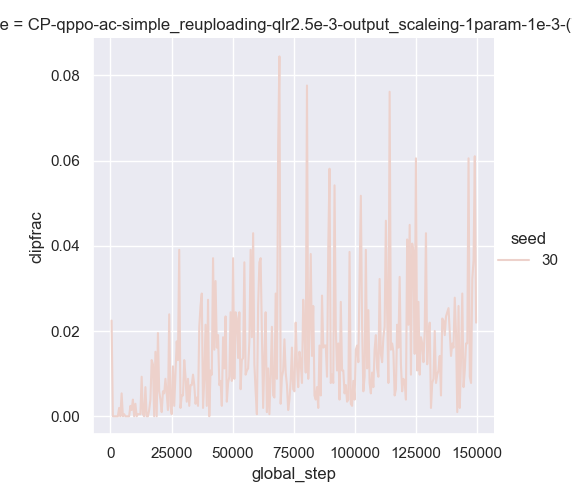 e = CP-qppo-ac-simple_reuploading-qlr2.5e-3-output_scaleing-1param-1e-3-(
0.08
0.06
0.04
0.02
0.00
clipfrac
seed
30
0 25000 50000 75000 100000 125000 150000
global_step